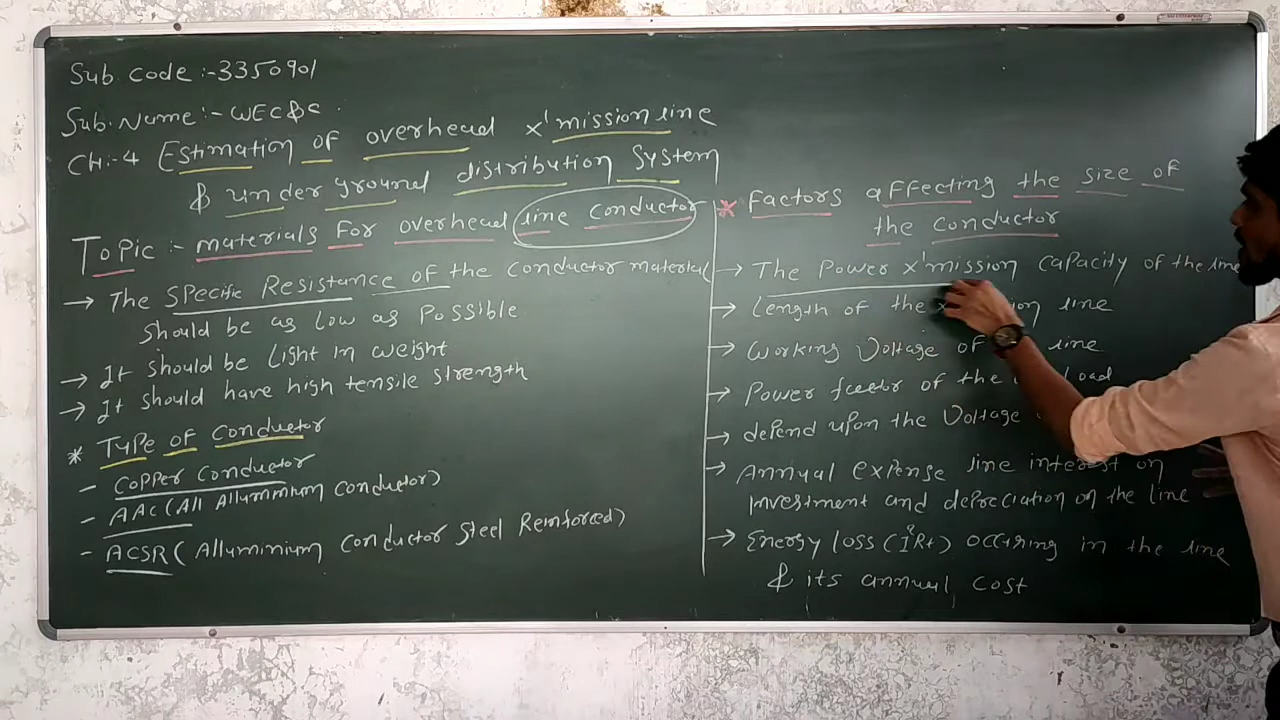 Sub. Code :- 3350901
Sub. Name :- WEC&C
CH:-4 Estimation of overhead x'mission line
& under ground distribution System
Topic :- materials For overhead line conductor
→ The Specific Resistance of the conductor material
should be as low as Possible
→ It should be light in weight
→ It should have high tensile strength
* Type of conductor
- Copper Conductor
- AAC (All Alluminium Conductor)
- ACSR (Alluminium Conductor Steel Reinforced)
* Factors affecting the size of
the conductor
→ The Power x'mission capacity of the line
→ length of the line
→ Working Voltage of line
→ Power factor of the load
→ depend upon the Voltage
→ Annual expense line interest on
investment and depreciation on the line
→ Energy loss (I²Rt) occuring in the line
& its annual cost